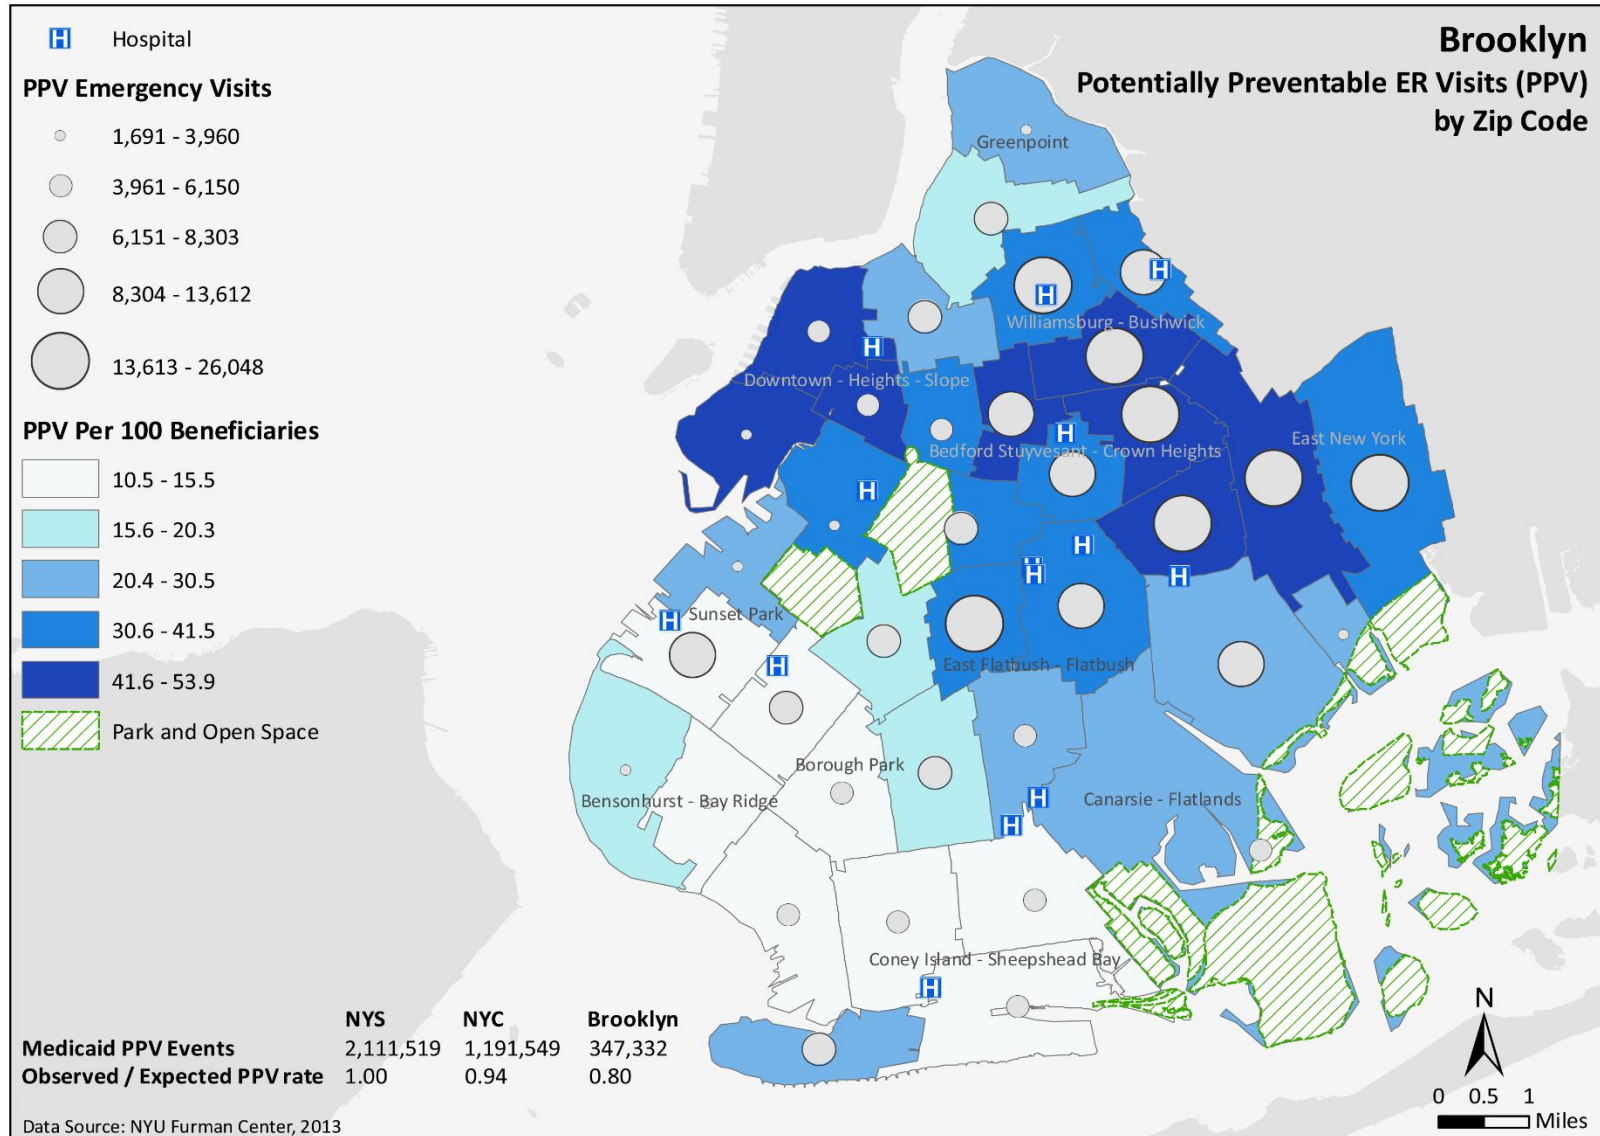 Brooklyn
Potentially Preventable ER Visits (PPV)
by Zip Code
H Hospital
PPV Emergency Visits
1,691 - 3,960
3,961 - 6,150
6,151 - 8,303
8,304 - 13,612
13,613 - 26,048
PPV Per 100 Beneficiaries
10.5 - 15.5
15.6 - 20.3
20.4 - 30.5
30.6 - 41.5
41.6 - 53.9
Park and Open Space
Greenpoint
H
H
Williamsburg - Bushwick
H
Downtown - Heights - Slope
H
East New York
Bedford Stuyvesant - Crown Heights
H
H
H
H
H
H
Sunset Park
H
East Flatbush - Flatbush
Borough Park
Bensonhurst - Bay Ridge
H
Canarsie - Flatlands
H
Coney Island - Sheepshead Bay
H
NYS NYC Brooklyn
Medicaid PPV Events 2,111,519 1,191,549 347,332
Observed / Expected PPV rate 1.00 0.94 0.80
Data Source: NYU Furman Center, 2013
N
0 0.5 1
Miles